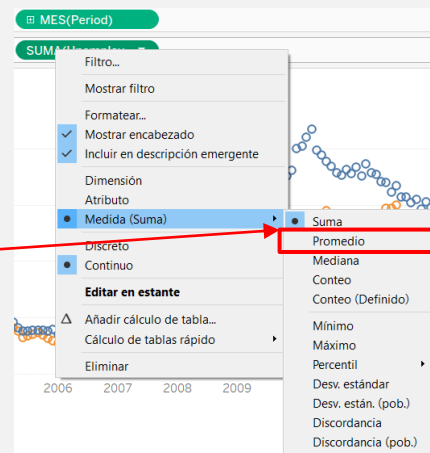 MES(Period)
SUMA(Unemploy
Filtro...
Mostrar filtro
Formatear...
Mostrar encabezado
Incluir en descripción emergente
Dimensión
Atributo
Medida (Suma)
Discreto
Continuo
Editar en estante
Añadir cálculo de tabla...
Cálculo de tablas rápido
Eliminar
Suma
Promedio
Mediana
Conteo
Conteo (Definido)
Mínimo
Máximo
Percentil
Desv. estándar
Desv. están. (pob.)
Discordancia
Discordancia (pob.)
2006 2007 2008 2009